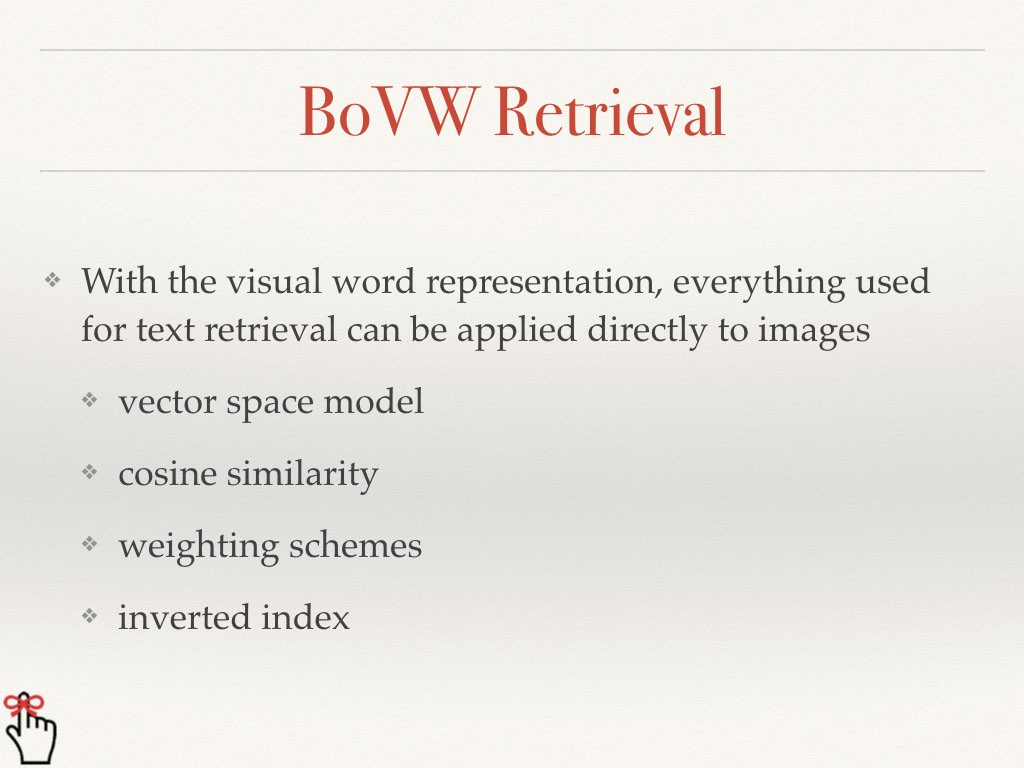 BoVW Retrieval
❖ With the visual word representation, everything used
for text retrieval can be applied directly to images
❖ vector space model
❖ cosine similarity
❖ weighting schemes
❖ inverted index